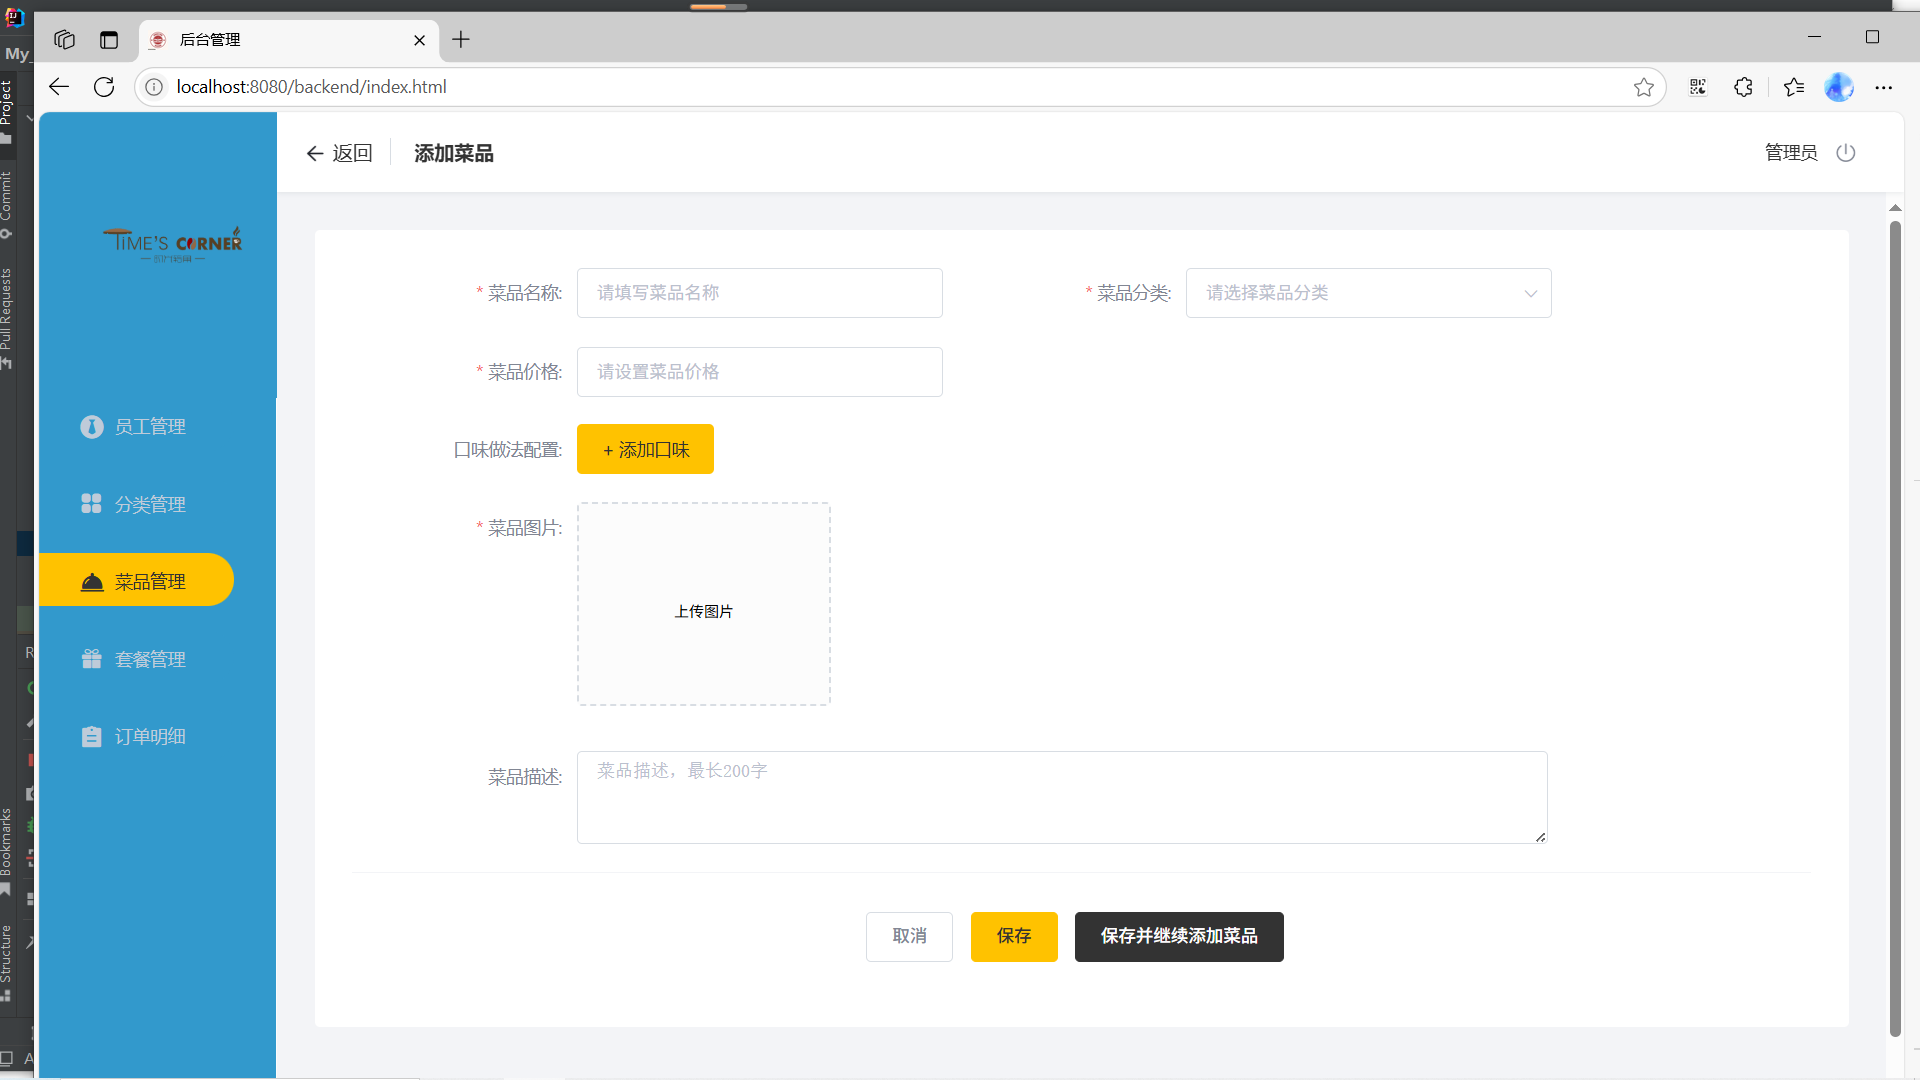 后台管理
My_
localhost:8080/backend/index.html
Project
Commit
Pull Requests
Bookmarks
Structure
TIME'S CORNER
返回
添加菜品
管理员
员工管理
分类管理
菜品管理
套餐管理
订单明细
* 菜品名称: 请填写菜品名称
* 菜品分类: 请选择菜品分类
* 菜品价格: 请设置菜品价格
口味做法配置: + 添加口味
* 菜品图片:
上传图片
菜品描述: 菜品描述，最长200字
取消
保存
保存并继续添加菜品